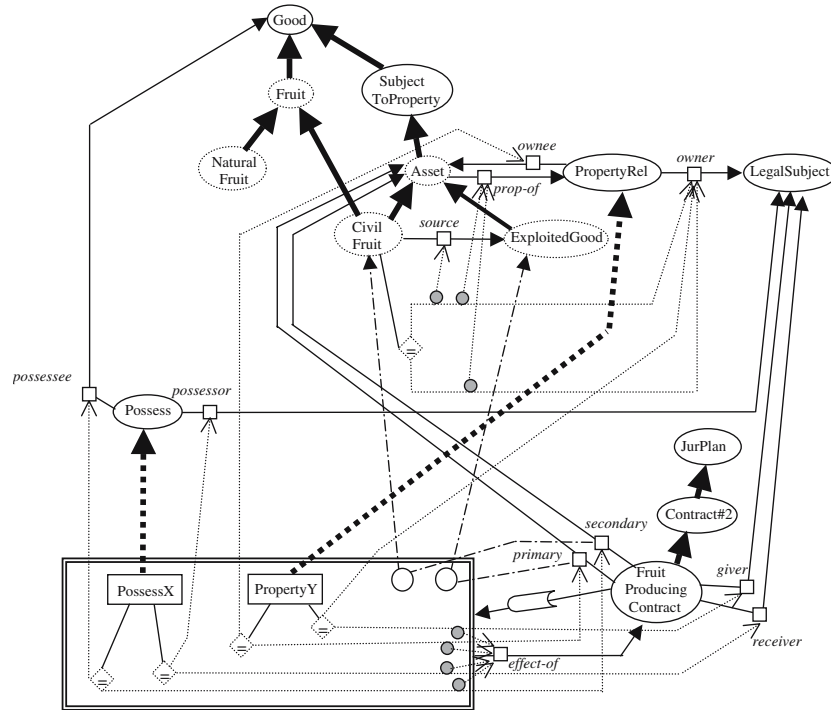 Good
Subject
ToProperty
Fruit
ownee
Natural
Fruit
Asset
PropertyRel
owner
LegalSubject
prop-of
Civil
Fruit
source
ExploitedGood
=
possessee
possessor
Possess
JurPlan
Contract#2
secondary
primary
giver
PossessX
PropertyY
Fruit
Producing
Contract
=
=
receiver
effect-of
=
=